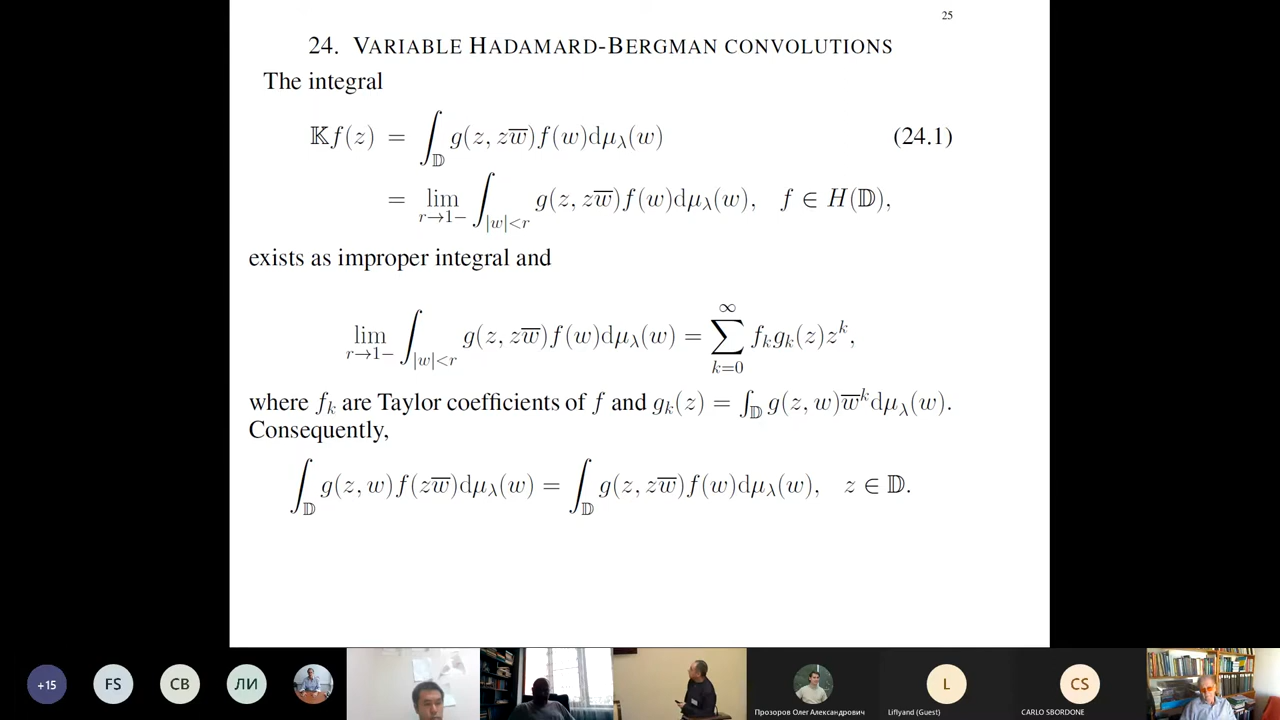 25
24. VARIABLE HADAMARD-BERGMAN CONVOLUTIONS
The integral
𝕂f(z) = ∫_𝔻 g(z, zw̅)f(w)dμ_λ(w) (24.1)
= lim_{r→1−} ∫_{|w|<r} g(z, zw̅)f(w)dμ_λ(w), f ∈ H(𝔻),
exists as improper integral and
lim_{r→1−} ∫_{|w|<r} g(z, zw̅)f(w)dμ_λ(w) = ∑_{k=0}^{∞} f_k g_k(z)z^k,
where f_k are Taylor coefficients of f and g_k(z) = ∫_𝔻 g(z, w)w̅^k dμ_λ(w).
Consequently,
∫_𝔻 g(z, w)f(zw̅)dμ_λ(w) = ∫_𝔻 g(z, zw̅)f(w)dμ_λ(w), z ∈ 𝔻.
+15 FS СВ ЛИ L CS
Прозоров Олег Александрович Liflyand (Guest) CARLO SBORDONE